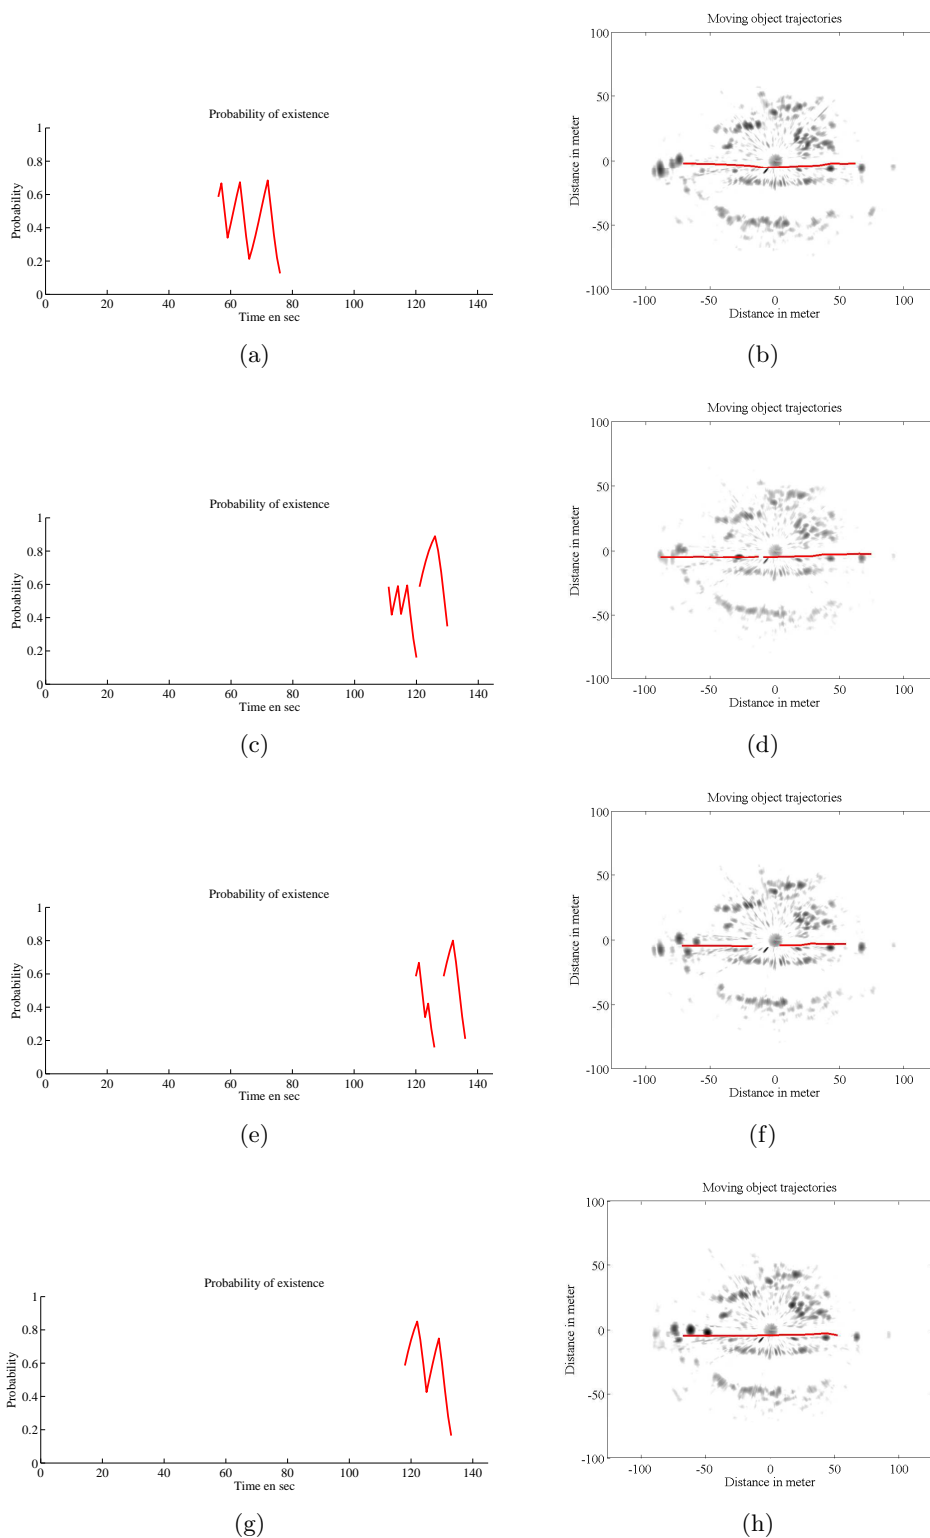 Probability of existence
1
0.8
0.6
0.4
0.2
0
Probability
0 20 40 60 80 100 120 140
Time en sec
(a)
Moving object trajectories
100
50
0
-50
-100
Distance in meter
-100 -50 0 50 100
Distance in meter
(b)
Probability of existence
1
0.8
0.6
0.4
0.2
0
Probability
0 20 40 60 80 100 120 140
Time en sec
(c)
Moving object trajectories
100
50
0
-50
-100
Distance in meter
-100 -50 0 50 100
Distance in meter
(d)
Probability of existence
1
0.8
0.6
0.4
0.2
0
Probability
0 20 40 60 80 100 120 140
Time en sec
(e)
Moving object trajectories
100
50
0
-50
-100
Distance in meter
-100 -50 0 50 100
Distance in meter
(f)
Probability of existence
1
0.8
0.6
0.4
0.2
0
Probability
0 20 40 60 80 100 120 140
Time en sec
(g)
Moving object trajectories
100
50
0
-50
-100
Distance in meter
-100 -50 0 50 100
Distance in meter
(h)